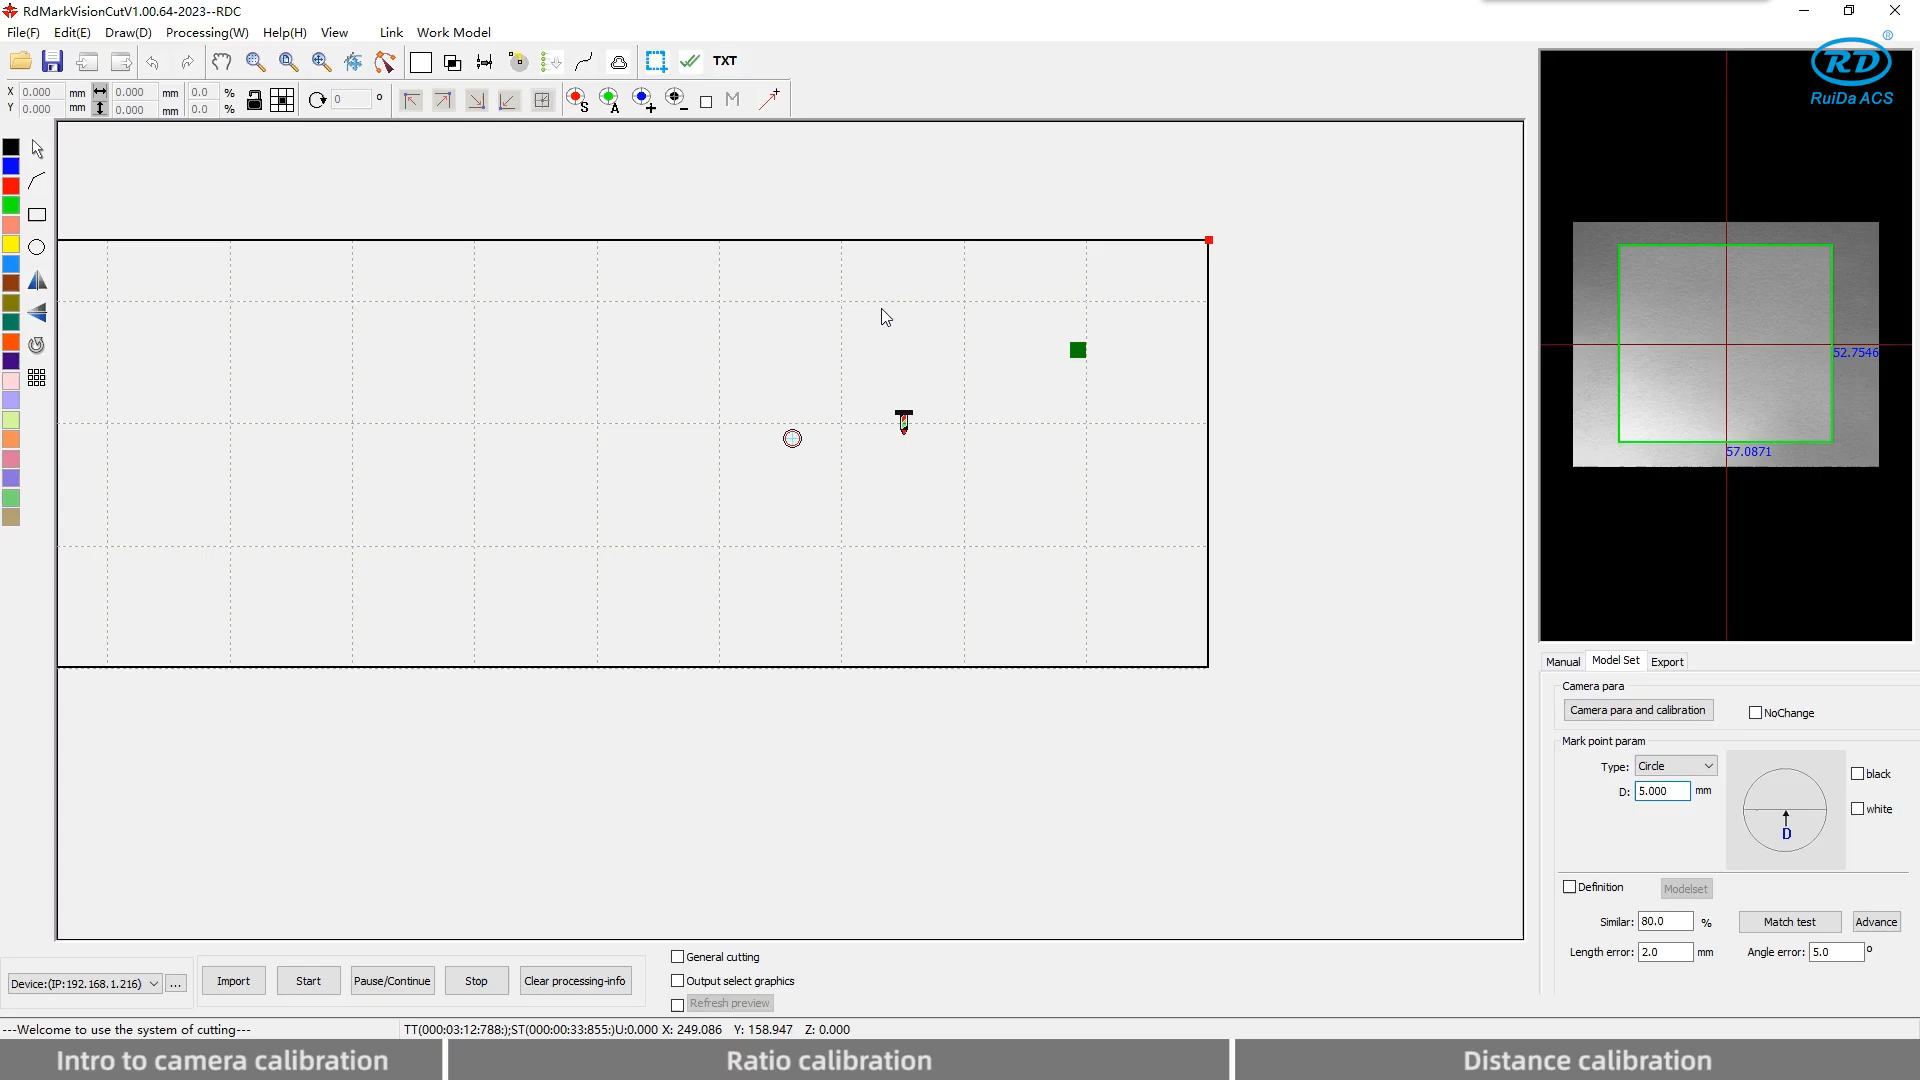 RdMarkVisionCutV1.00.64-2023--RDC
File(F) Edit(E) Draw(D) Processing(W) Help(H) View Link Work Model
TXT
X 0.000 mm 0.000 mm 0.0 %
Y 0.000 mm 0.000 mm 0.0 %
0 °
S A M
RD ®
RuiDa ACS
52.7546
57.0871
Manual Model Set Export
Camera para
Camera para and calibration NoChange
Mark point param
Type: Circle
D: 5.000 mm
D
black
white
Definition Modelset
Similar: 80.0 % Match test Advance
Length error: 2.0 mm Angle error: 5.0 °
Device:(IP:192.168.1.216) ...
Import Start Pause/Continue Stop Clear processing-info
General cutting
Output select graphics
Refresh preview
---Welcome to use the system of cutting---
TT(000:03:12:788:);ST(000:00:33:855:)U:0.000 X: 249.086 Y: 158.947 Z: 0.000
Intro to camera calibration Ratio calibration Distance calibration